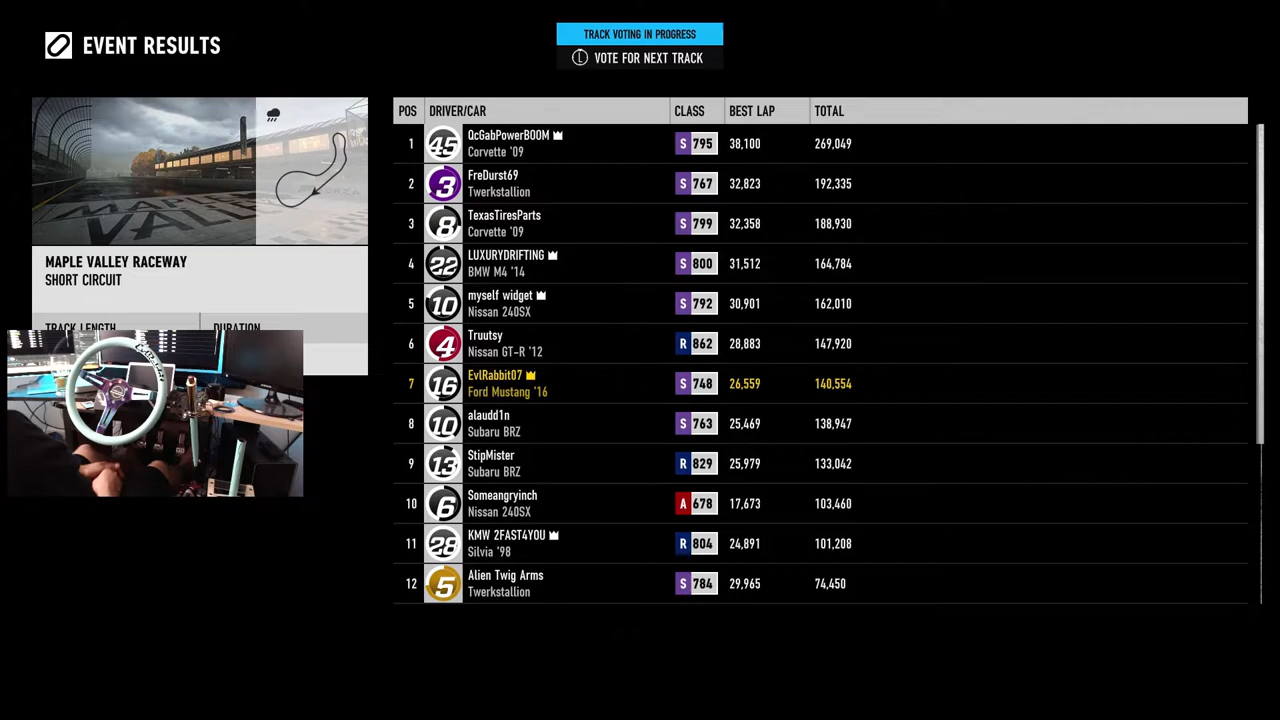 EVENT RESULTS
TRACK VOTING IN PROGRESS
L VOTE FOR NEXT TRACK
MAPLE VALLEY RACEWAY
SHORT CIRCUIT
TRACK LENGTH DURATION
POS DRIVER/CAR CLASS BEST LAP TOTAL
1 45 QcGabPowerBOOM S 795 38,100 269,049
Corvette '09
2 3 FreDurst69 S 767 32,823 192,335
Twerkstallion
3 8 TexasTiresParts S 799 32,358 188,930
Corvette '09
4 22 LUXURYDRIFTING S 800 31,512 164,784
BMW M4 '14
5 10 myself widget S 792 30,901 162,010
Nissan 240SX
6 4 Truutsy R 862 28,883 147,920
Nissan GT-R '12
7 16 EvlRabbit07 S 748 26,559 140,554
Ford Mustang '16
8 10 alaudd1n S 763 25,469 138,947
Subaru BRZ
9 13 StipMister R 829 25,979 133,042
Subaru BRZ
10 6 Someangryinch A 678 17,673 103,460
Nissan 240SX
11 28 KMW 2FAST4YOU R 804 24,891 101,208
Silvia '98
12 5 Alien Twig Arms S 784 29,965 74,450
Twerkstallion